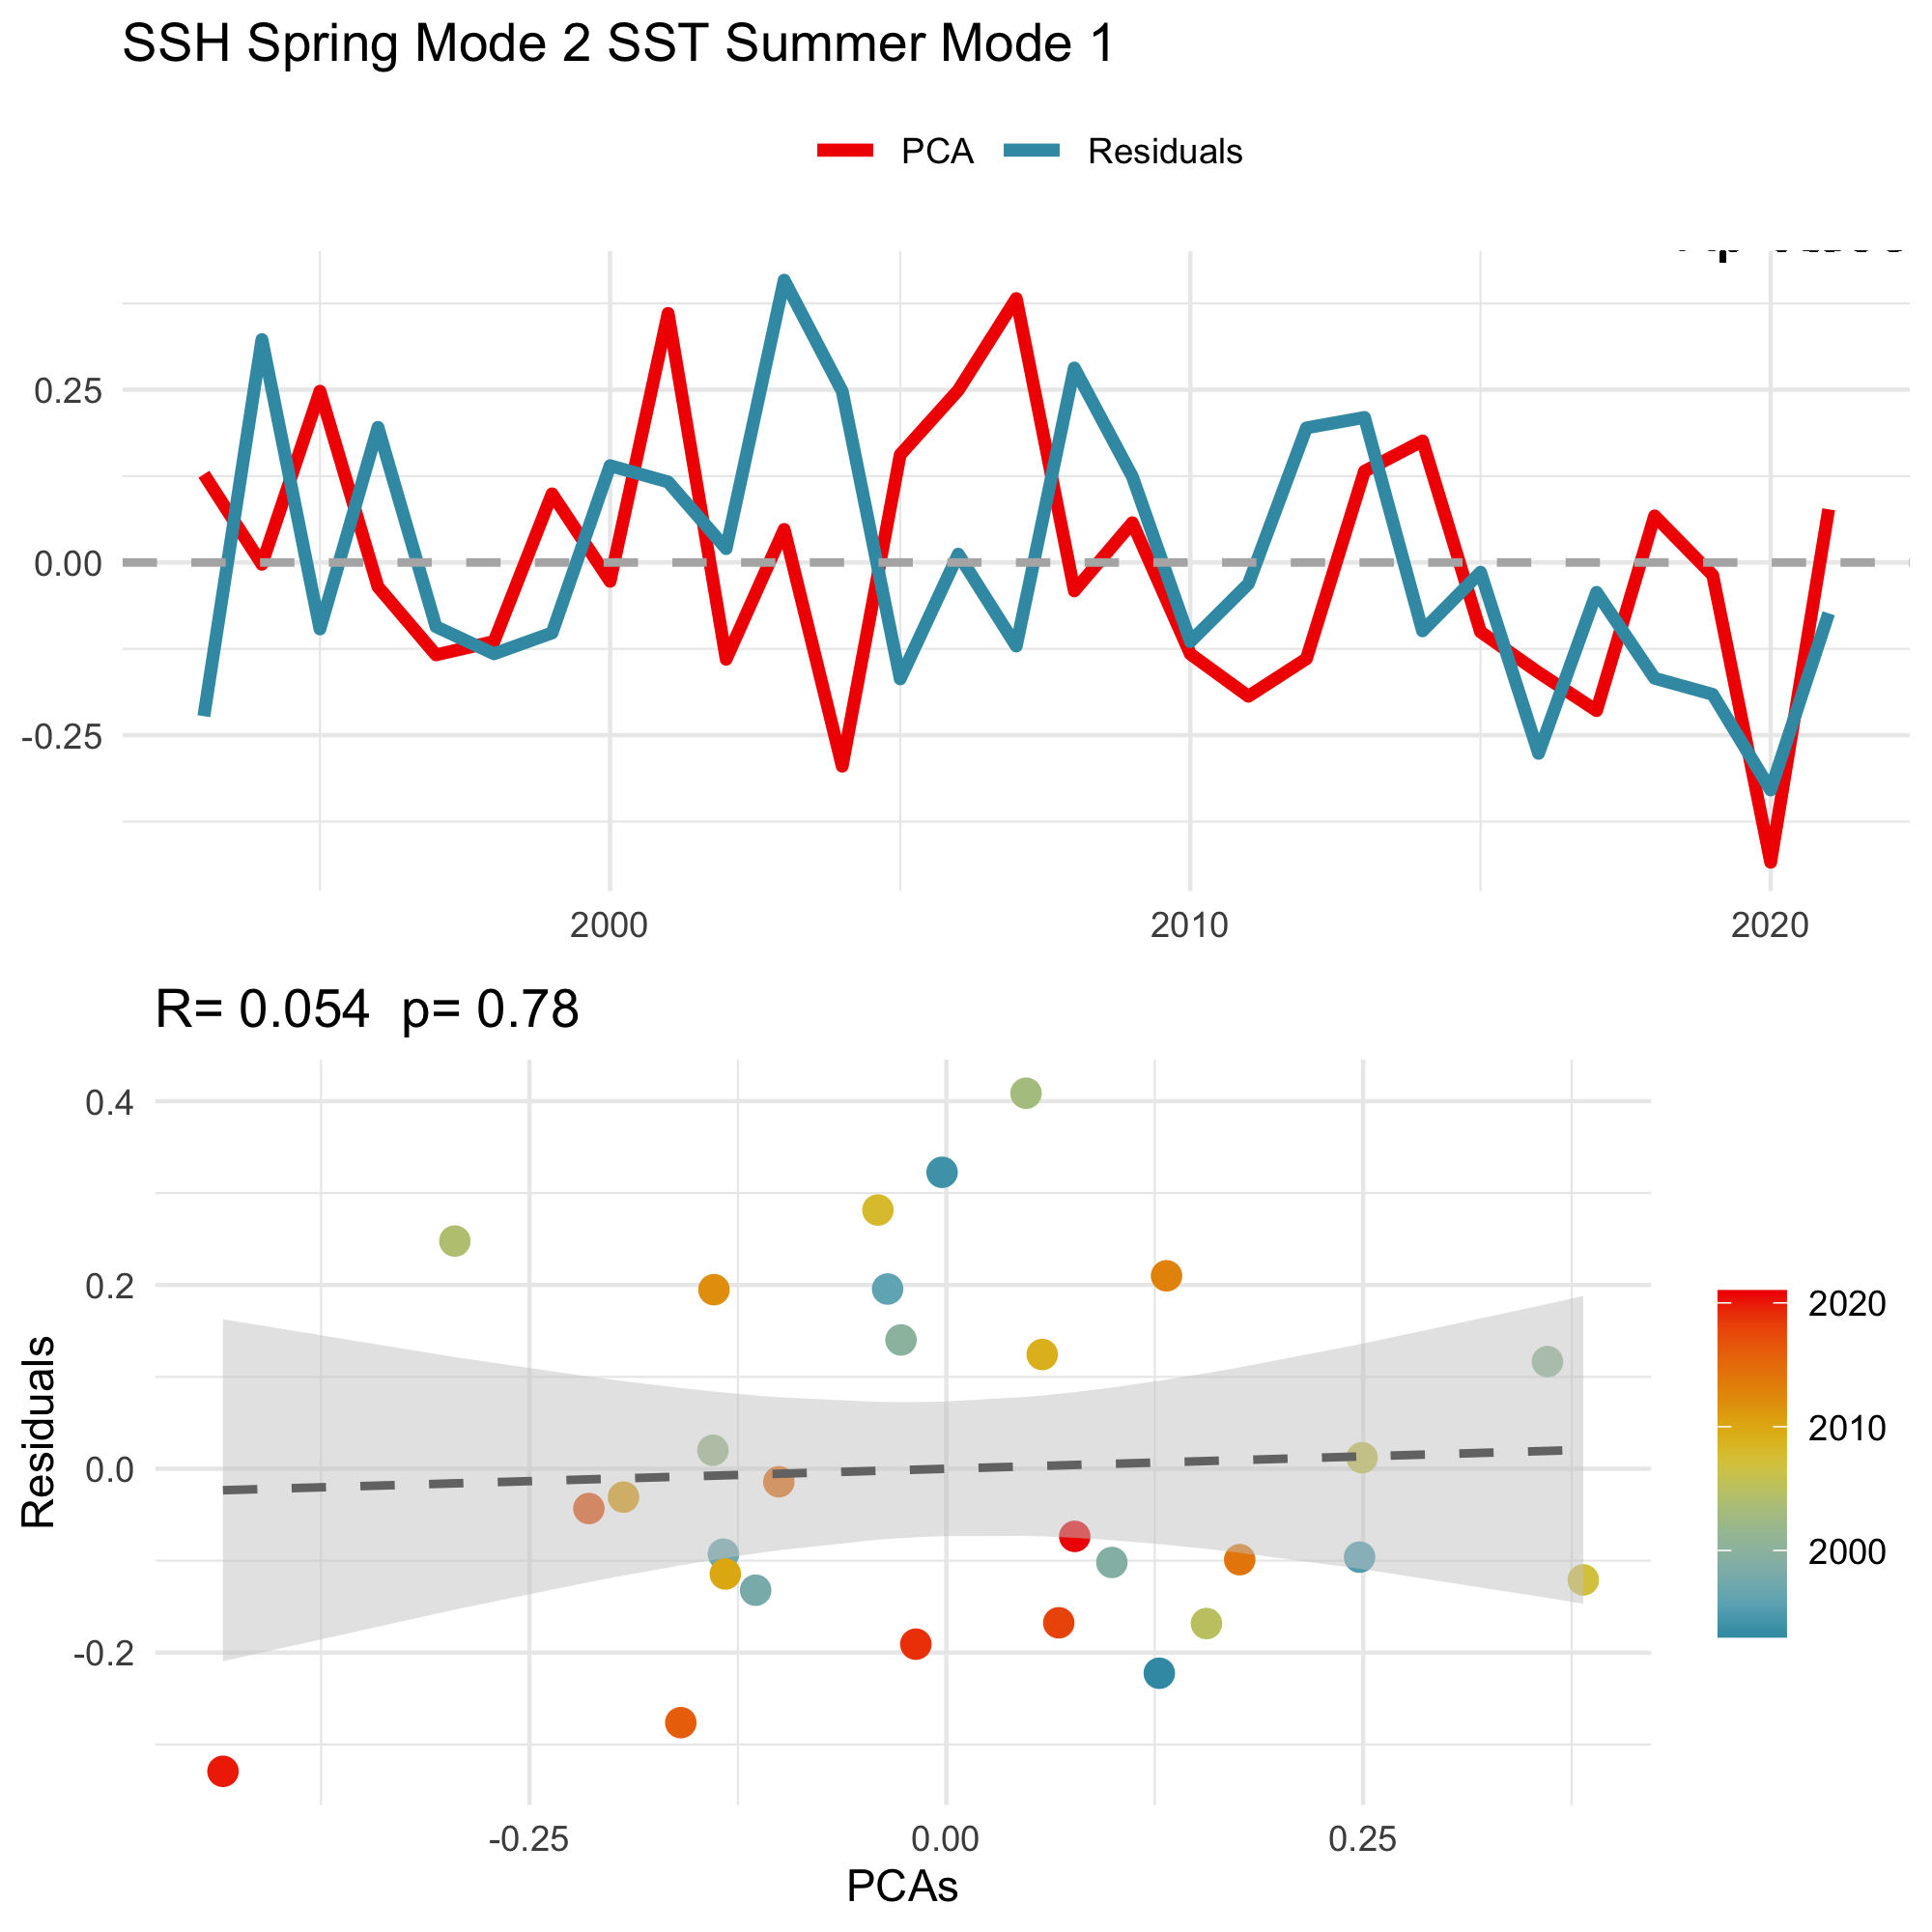 SSH Spring Mode 2 SST Summer Mode 1
PCA Residuals
0.25
0.00
-0.25
2000 2010 2020
R= 0.054 p= 0.78
Residuals
0.4
0.2
0.0
-0.2
2020
2010
2000
-0.25 0.00 0.25
PCAs